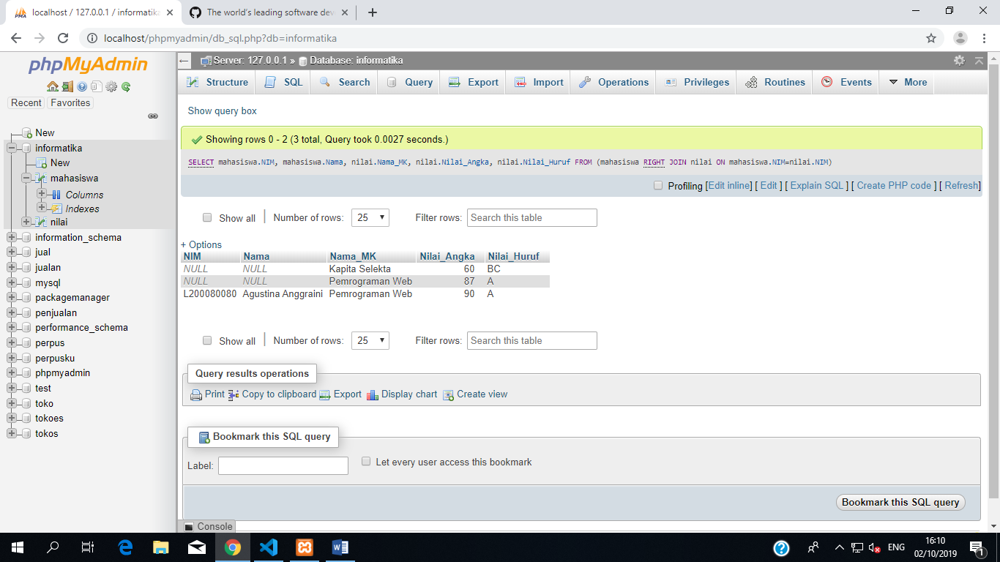 localhost / 127.0.0.1 / informatika
The world's leading software dev
localhost/phpmyadmin/db_sql.php?db=informatika
phpMyAdmin
Recent Favorites
New
informatika
New
mahasiswa
Columns
Indexes
nilai
information_schema
jual
jualan
mysql
packagemanager
penjualan
performance_schema
perpus
perpusku
phpmyadmin
test
toko
tokoes
tokos
Server: 127.0.0.1 » Database: informatika
Structure SQL Search Query Export Import Operations Privileges Routines Events More
Show query box
Showing rows 0 - 2 (3 total, Query took 0.0027 seconds.)
SELECT mahasiswa.NIM, mahasiswa.Nama, nilai.Nama_MK, nilai.Nilai_Angka, nilai.Nilai_Huruf FROM (mahasiswa RIGHT JOIN nilai ON mahasiswa.NIM=nilai.NIM)
Profiling [Edit inline] [ Edit ] [ Explain SQL ] [ Create PHP code ] [ Refresh]
Show all | Number of rows: 25 Filter rows: Search this table
+ Options
NIM Nama Nama_MK Nilai_Angka Nilai_Huruf
NULL NULL Kapita Selekta 60 BC
NULL NULL Pemrograman Web 87 A
L200080080 Agustina Anggraini Pemrograman Web 90 A
Show all | Number of rows: 25 Filter rows: Search this table
Query results operations
Print Copy to clipboard Export Display chart Create view
Bookmark this SQL query
Label: Let every user access this bookmark
Bookmark this SQL query
Console
ENG 16:10
02/10/2019
1